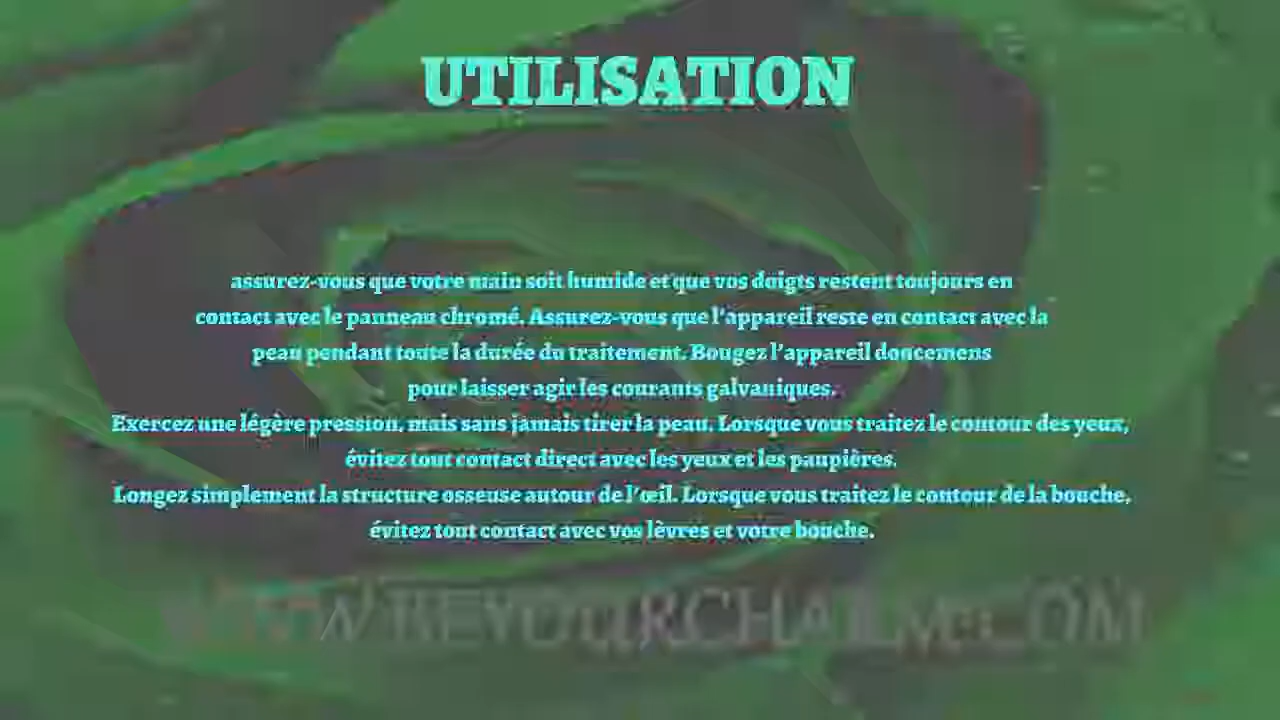 UTILISATION
assurez-vous que votre main soit humide et que vos doigts restent toujours en
contact avec le panneau chromé. Assurez-vous que l'appareil reste en contact avec la
peau pendant toute la durée du traitement. Bougez l'appareil doucemens
pour laisser agir les courants galvaniques.
Exercez une légère pression, mais sans jamais tirer la peau. Lorsque vous traitez le contour des yeux,
évitez tout contact direct avec les yeux et les paupières.
Longez simplement la structure osseuse autour de l'œil. Lorsque vous traitez le contour de la bouche,
évitez tout contact avec vos lèvres et votre bouche.
WWW.BEYOURCHARM.COM